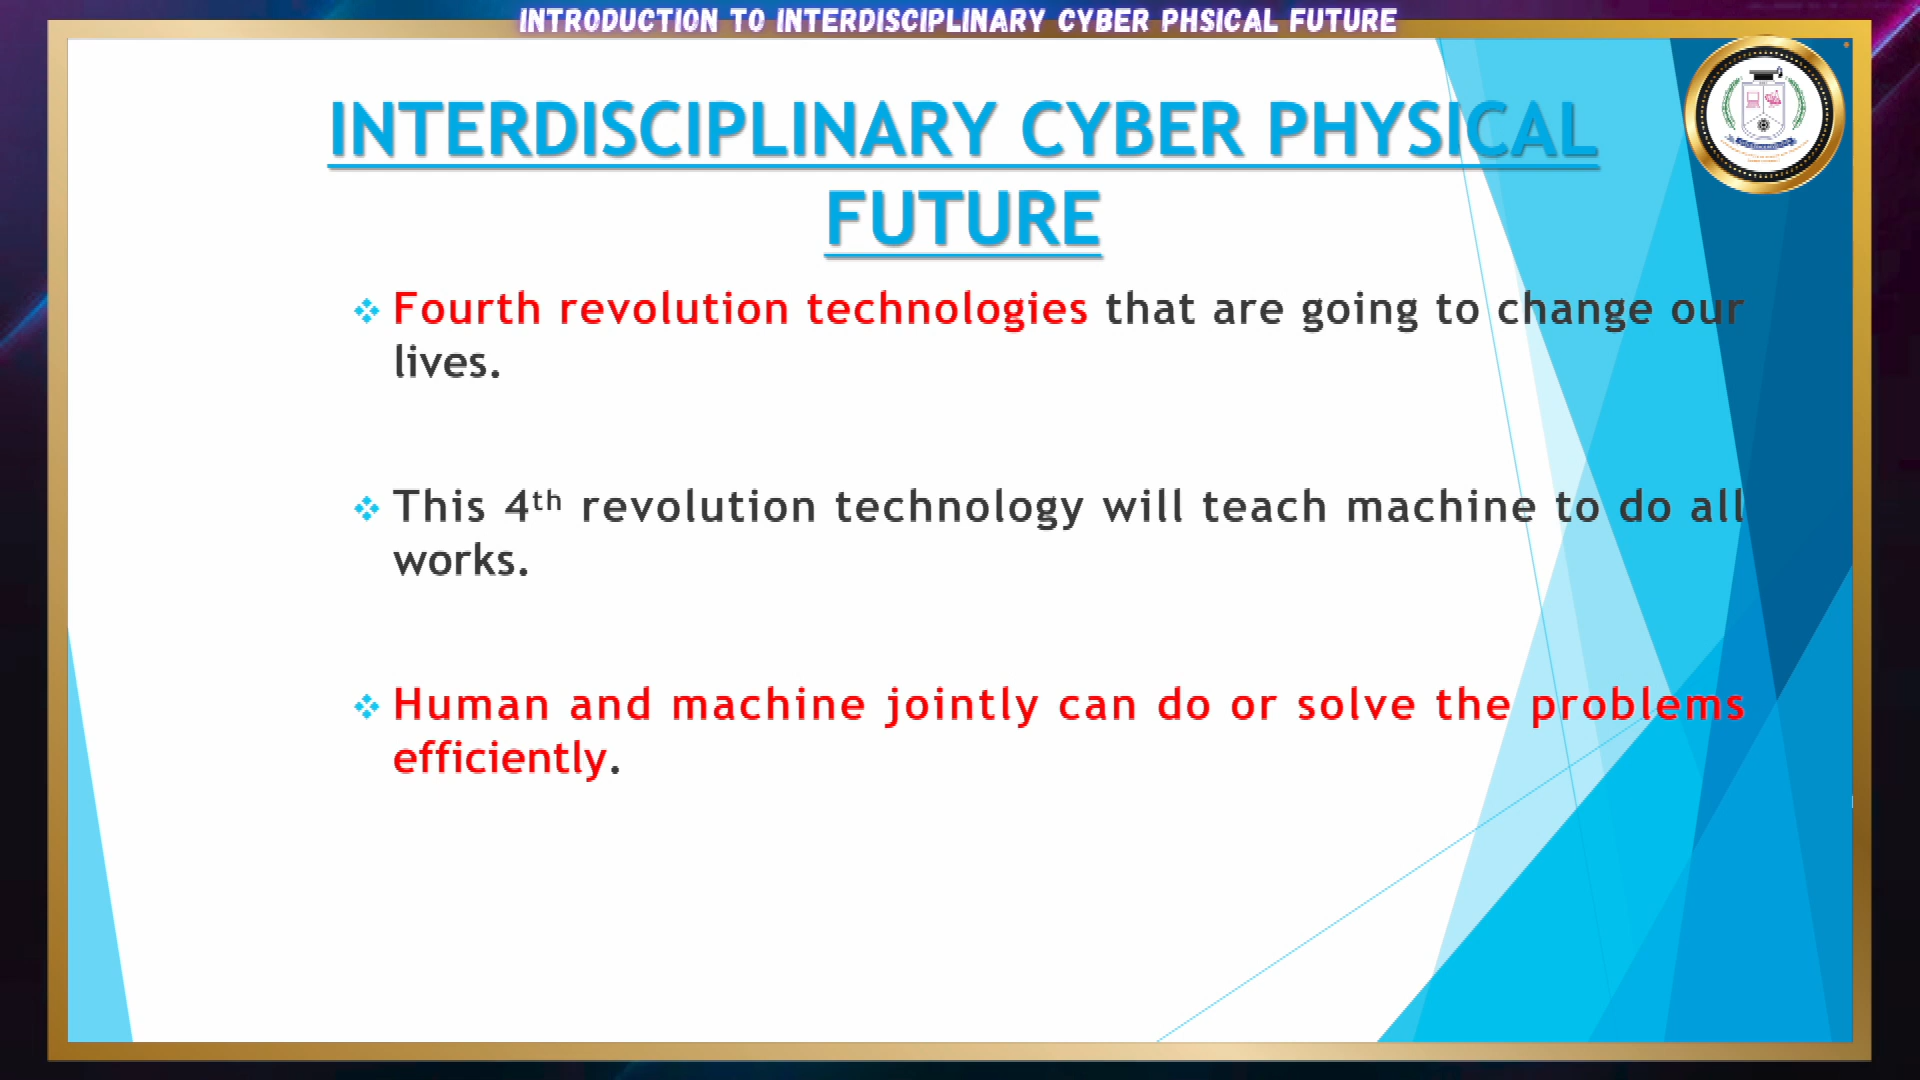 INTRODUCTION TO INTERDISCIPLINARY CYBER PHSICAL FUTURE
INTERDISCIPLINARY CYBER PHYSICAL
FUTURE
Fourth revolution technologies that are going to change our
lives.
This 4th revolution technology will teach machine to do all
works.
Human and machine jointly can do or solve the problems
efficiently.